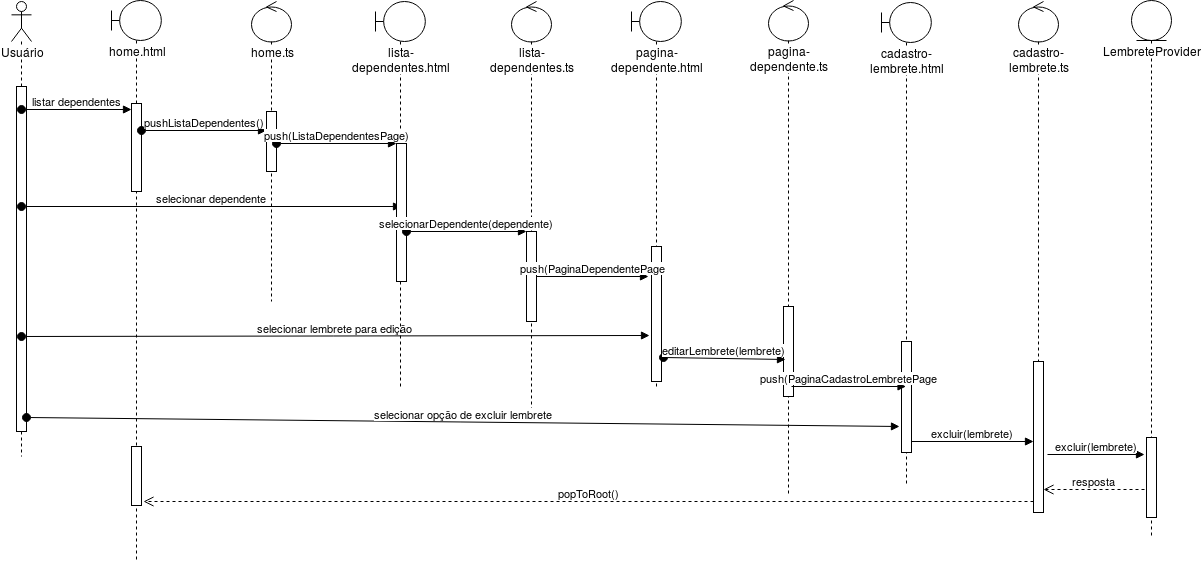 Usuário
home.html
home.ts
lista-
dependentes.html
lista-
dependentes.ts
pagina-
dependente.html
pagina-
dependente.ts
cadastro-
lembrete.html
cadastro-
lembrete.ts
LembreteProvider
listar dependentes
pushListaDependentes()
push(ListaDependentesPage)
selecionar dependente
selecionarDependente(dependente)
push(PaginaDependentePage
selecionar lembrete para edição
editarLembrete(lembrete)
push(PaginaCadastroLembretePage
selecionar opção de excluir lembrete
excluir(lembrete)
excluir(lembrete)
resposta
popToRoot()